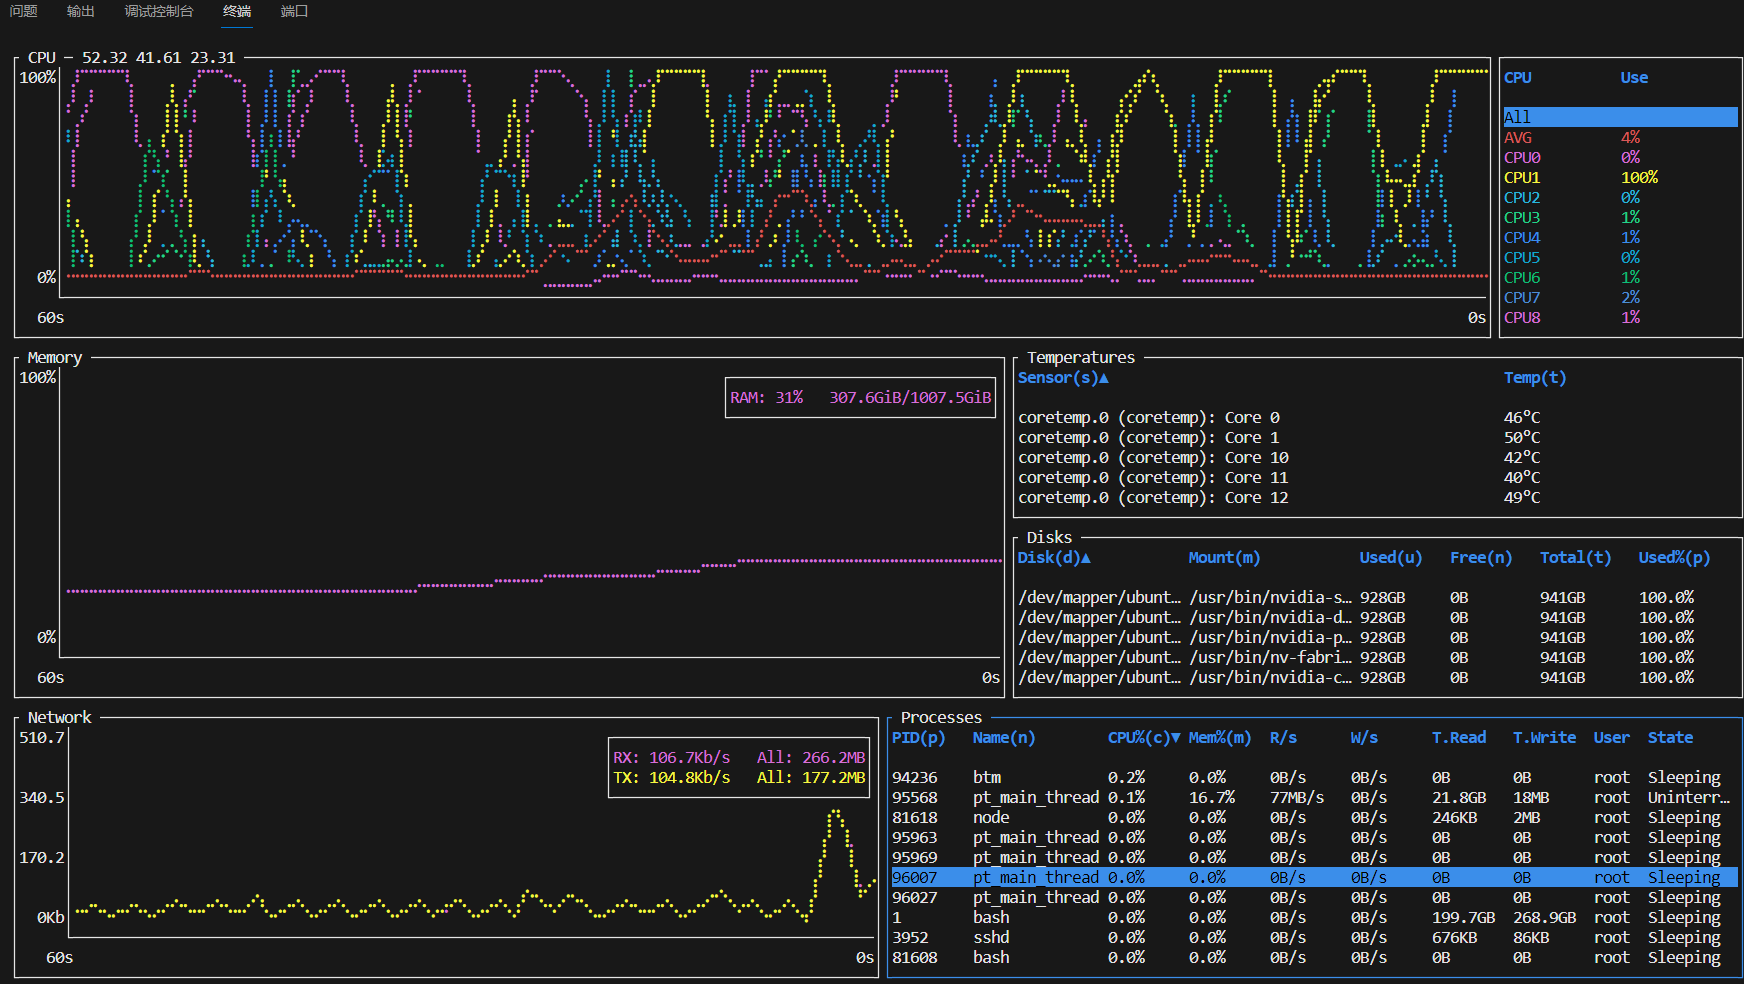 问题 输出 调试控制台 终端 端口
CPU 52.32 41.61 23.31
100%
0%
60s 0s
CPU Use
All
AVG 4%
CPU0 0%
CPU1 100%
CPU2 0%
CPU3 1%
CPU4 1%
CPU5 0%
CPU6 1%
CPU7 2%
CPU8 1%
Memory
100%
RAM: 31% 307.6GiB/1007.5GiB
0%
60s 0s
Temperatures
Sensor(s)▲ Temp(t)
coretemp.0 (coretemp): Core 0 46°C
coretemp.0 (coretemp): Core 1 50°C
coretemp.0 (coretemp): Core 10 42°C
coretemp.0 (coretemp): Core 11 40°C
coretemp.0 (coretemp): Core 12 49°C
Disks
Disk(d)▲ Mount(m) Used(u) Free(n) Total(t) Used%(p)
/dev/mapper/ubunt… /usr/bin/nvidia-s… 928GB 0B 941GB 100.0%
/dev/mapper/ubunt… /usr/bin/nvidia-d… 928GB 0B 941GB 100.0%
/dev/mapper/ubunt… /usr/bin/nvidia-p… 928GB 0B 941GB 100.0%
/dev/mapper/ubunt… /usr/bin/nv-fabri… 928GB 0B 941GB 100.0%
/dev/mapper/ubunt… /usr/bin/nvidia-c… 928GB 0B 941GB 100.0%
Network
510.7
RX: 106.7Kb/s All: 266.2MB
TX: 104.8Kb/s All: 177.2MB
340.5
170.2
0Kb
60s 0s
Processes
PID(p) Name(n) CPU%(c)▼ Mem%(m) R/s W/s T.Read T.Write User State
94236 btm 0.2% 0.0% 0B/s 0B/s 0B 0B root Sleeping
95568 pt_main_thread 0.1% 16.7% 77MB/s 0B/s 21.8GB 18MB root Uninterr…
81618 node 0.0% 0.0% 0B/s 0B/s 246KB 2MB root Sleeping
95963 pt_main_thread 0.0% 0.0% 0B/s 0B/s 0B 0B root Sleeping
95969 pt_main_thread 0.0% 0.0% 0B/s 0B/s 0B 0B root Sleeping
96007 pt_main_thread 0.0% 0.0% 0B/s 0B/s 0B 0B root Sleeping
96027 pt_main_thread 0.0% 0.0% 0B/s 0B/s 0B 0B root Sleeping
1 bash 0.0% 0.0% 0B/s 0B/s 199.7GB 268.9GB root Sleeping
3952 sshd 0.0% 0.0% 0B/s 0B/s 676KB 86KB root Sleeping
81608 bash 0.0% 0.0% 0B/s 0B/s 0B 0B root Sleeping